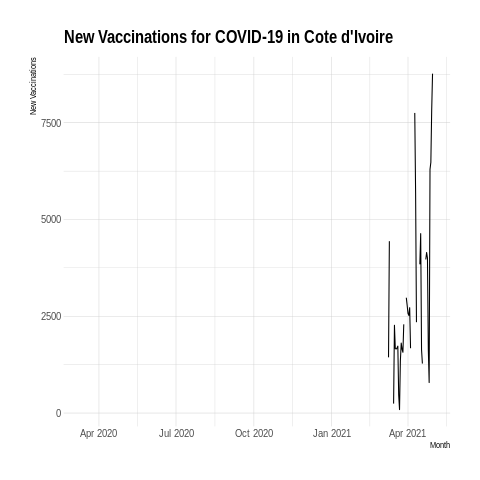 New Vaccinations for COVID-19 in Cote d'Ivoire
New Vaccinations
7500
5000
2500
0
Apr 2020 Jul 2020 Oct 2020 Jan 2021 Apr 2021
Month